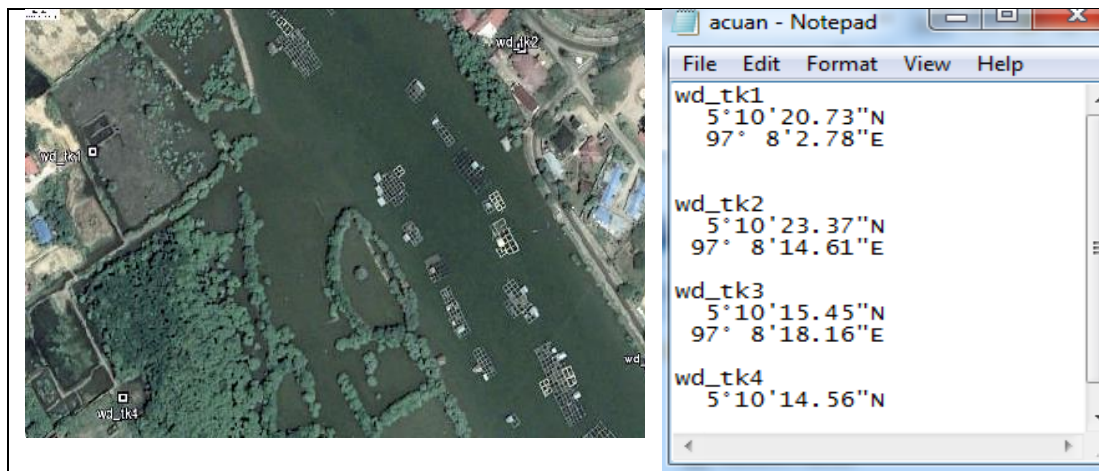 wd_tk2
wd_tk1
wd_
wd_tk4
acuan - Notepad
File Edit Format View Help
wd_tk1
5°10'20.73"N
97° 8'2.78"E
wd_tk2
5°10'23.37"N
97° 8'14.61"E
wd_tk3
5°10'15.45"N
97° 8'18.16"E
wd_tk4
5°10'14.56"N